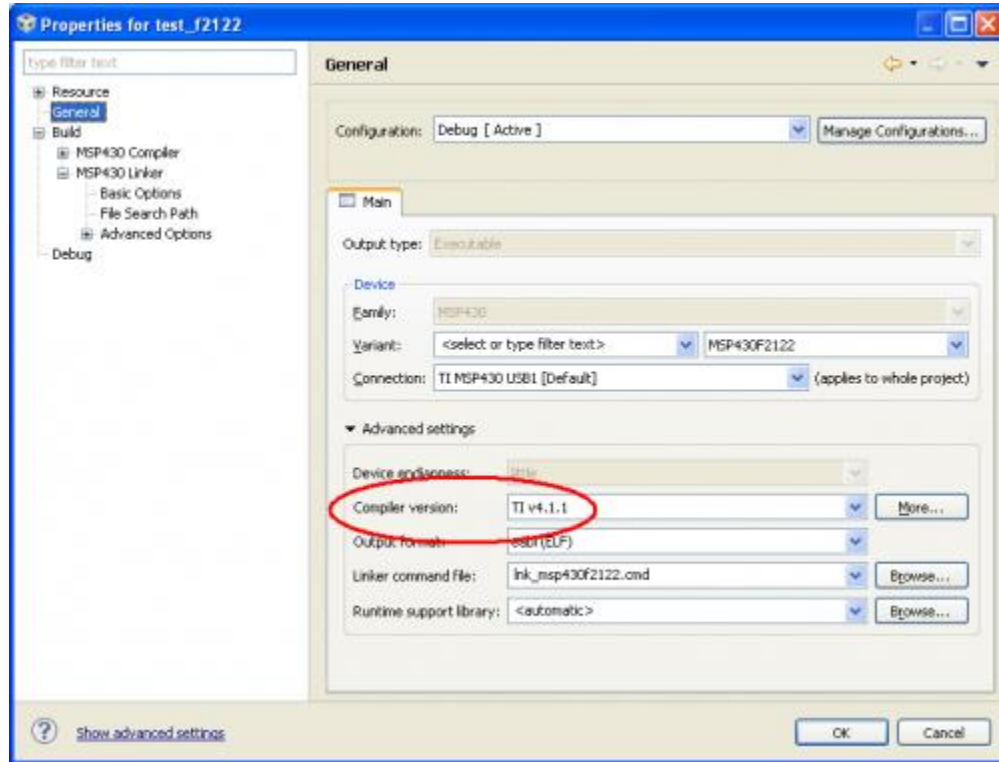 Properties for test_f2122
type filter text
General
Resource
General
Build
MSP430 Compiler
MSP430 Linker
Basic Options
File Search Path
Advanced Options
Debug
Configuration: Debug [ Active ] Manage Configurations...
Main
Output type: Executable
Device
Family: MSP430
Variant: <select or type filter text> MSP430F2122
Connection: TI MSP430 USB1 [Default] (applies to whole project)
Advanced settings
Device endianness: little
Compiler version: TI v4.1.1 More...
Output format: eabi (ELF)
Linker command file: lnk_msp430f2122.cmd Browse...
Runtime support library: <automatic> Browse...
Show advanced settings OK Cancel